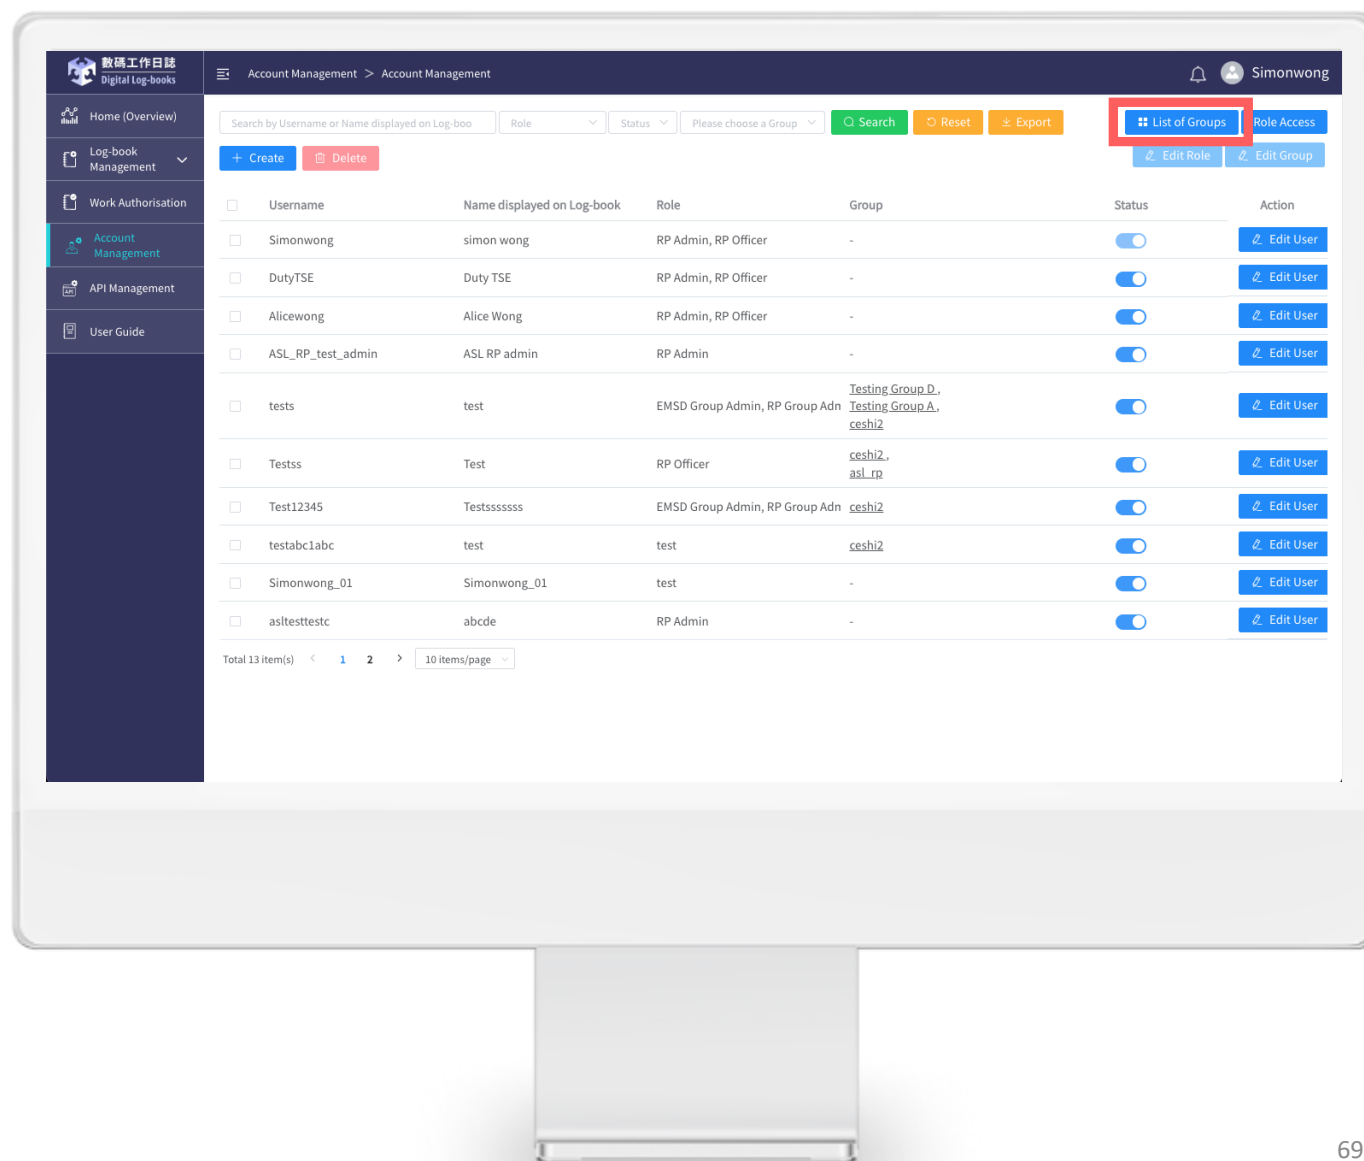 數碼工作日誌
Digital Log-books
Account Management > Account Management
Simonwong
Home (Overview)
Log-book
Management
Work Authorisation
Account
Management
API Management
User Guide
Search by Username or Name displayed on Log-boo
Role
Status
Please choose a Group
Search
Reset
Export
List of Groups
Role Access
+ Create
Delete
Edit Role
Edit Group
Username Name displayed on Log-book Role Group Status Action
Simonwong simon wong RP Admin, RP Officer - Edit User
DutyTSE Duty TSE RP Admin, RP Officer - Edit User
Alicewong Alice Wong RP Admin, RP Officer - Edit User
ASL_RP_test_admin ASL RP admin RP Admin - Edit User
Testing Group D ,
tests test EMSD Group Admin, RP Group Adn Testing Group A , Edit User
ceshi2
ceshi2 ,
Testss Test RP Officer Edit User
asl_rp
Test12345 Testsssssss EMSD Group Admin, RP Group Adn ceshi2 Edit User
testabc1abc test test ceshi2 Edit User
Simonwong_01 Simonwong_01 test - Edit User
asltesttestc abcde RP Admin - Edit User
Total 13 item(s) < 1 2 > 10 items/page
69